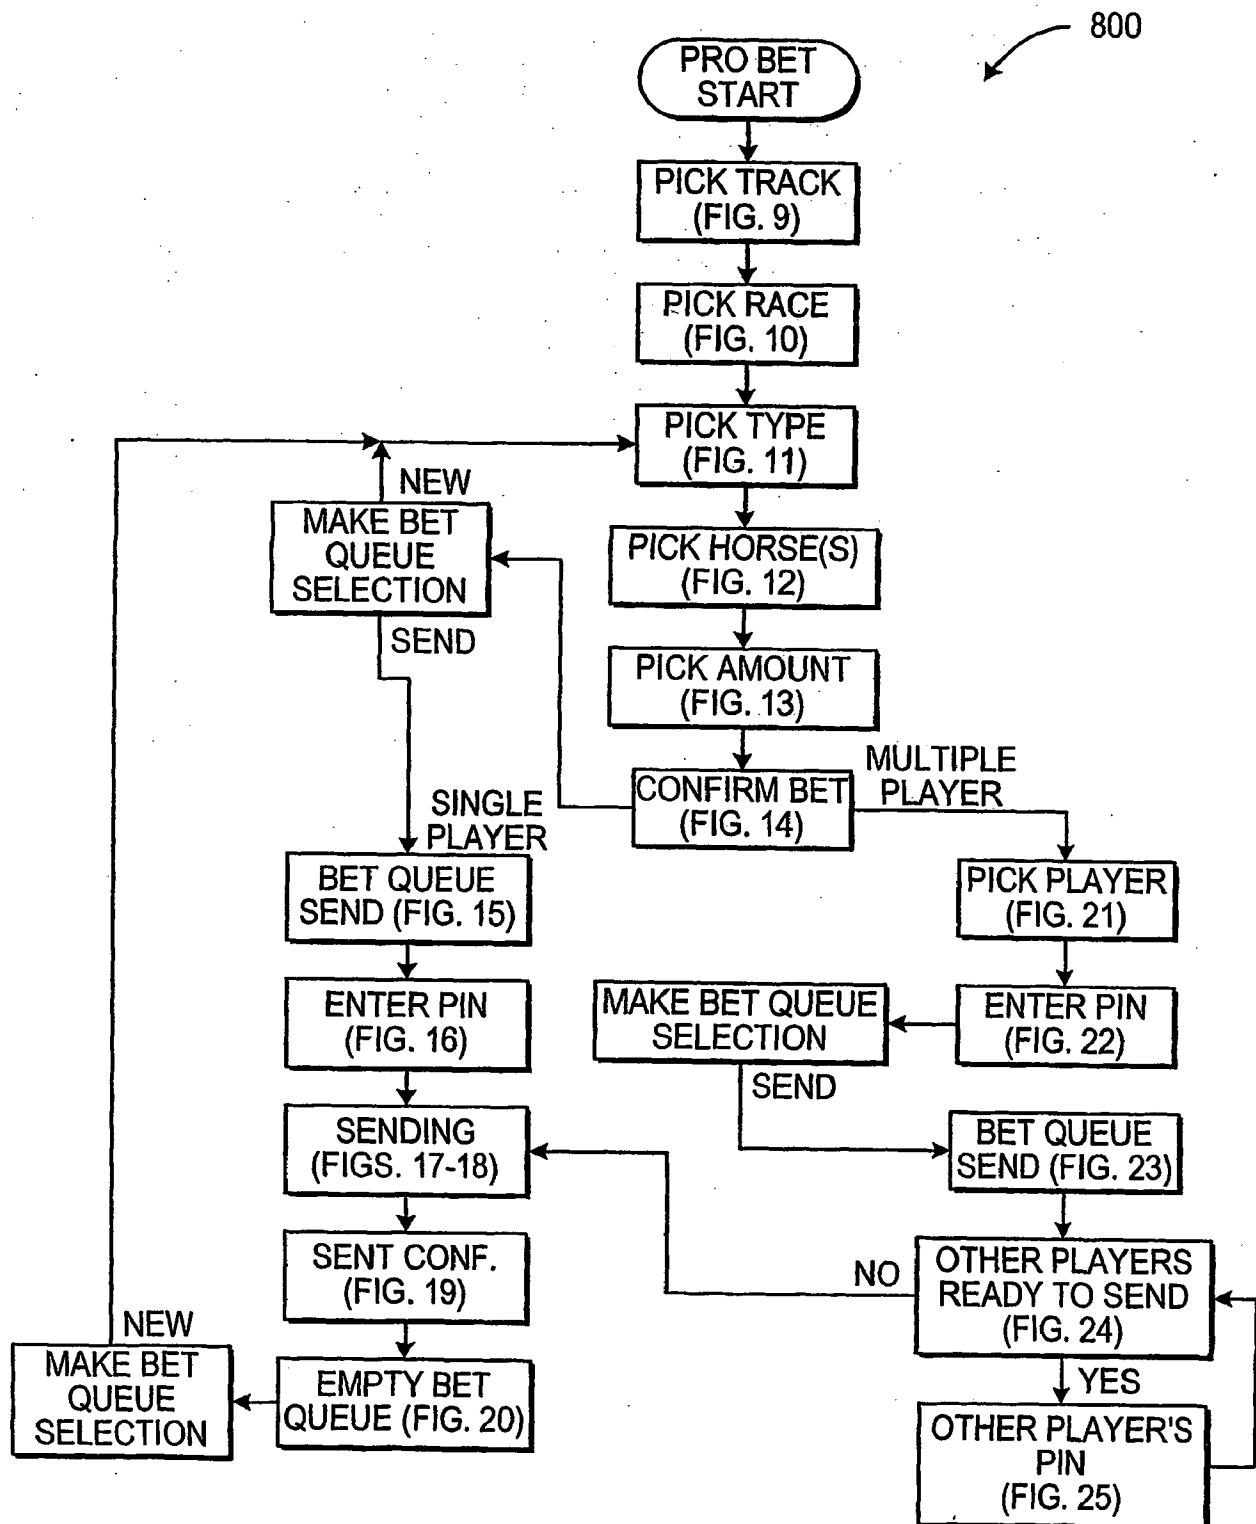 800
PRO BET
START
PICK TRACK
(FIG. 9)
PICK RACE
(FIG. 10)
PICK TYPE
(FIG. 11)
NEW
MAKE BET
QUEUE
SELECTION
SEND
PICK HORSE(S)
(FIG. 12)
PICK AMOUNT
(FIG. 13)
CONFIRM BET
(FIG. 14)
MULTIPLE
PLAYER
SINGLE
PLAYER
BET QUEUE
SEND (FIG. 15)
PICK PLAYER
(FIG. 21)
ENTER PIN
(FIG. 16)
MAKE BET QUEUE
SELECTION
ENTER PIN
(FIG. 22)
SEND
SENDING
(FIGS. 17-18)
BET QUEUE
SEND (FIG. 23)
SENT CONF.
(FIG. 19)
NO
OTHER PLAYERS
READY TO SEND
(FIG. 24)
NEW
MAKE BET
QUEUE
SELECTION
EMPTY BET
QUEUE (FIG. 20)
YES
OTHER PLAYER'S
PIN
(FIG. 25)